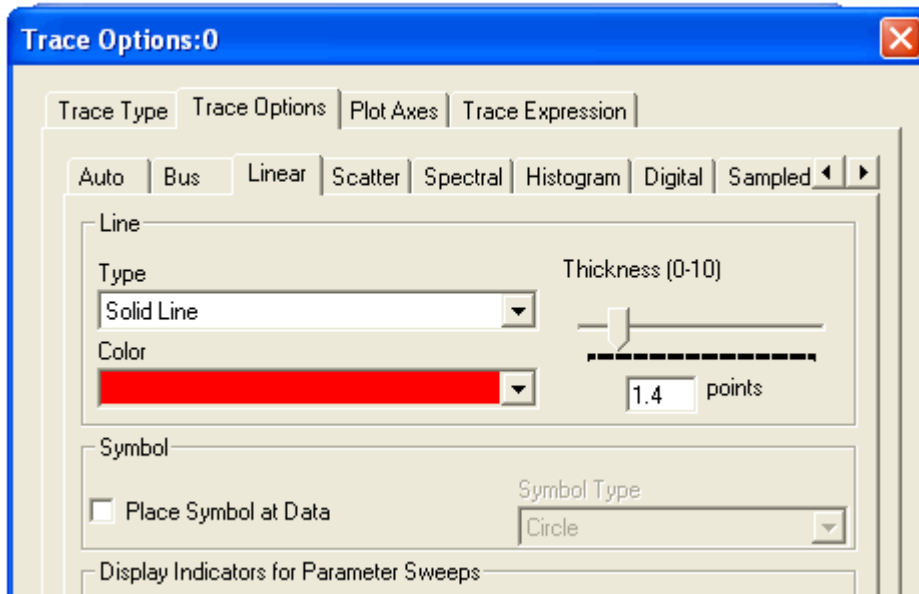 Trace Options:0
Trace Type Trace Options Plot Axes Trace Expression
Auto Bus Linear Scatter Spectral Histogram Digital Sampled
Line
Type
Thickness (0-10)
Solid Line
Color
1.4 points
Symbol
Symbol Type
Place Symbol at Data
Circle
Display Indicators for Parameter Sweeps